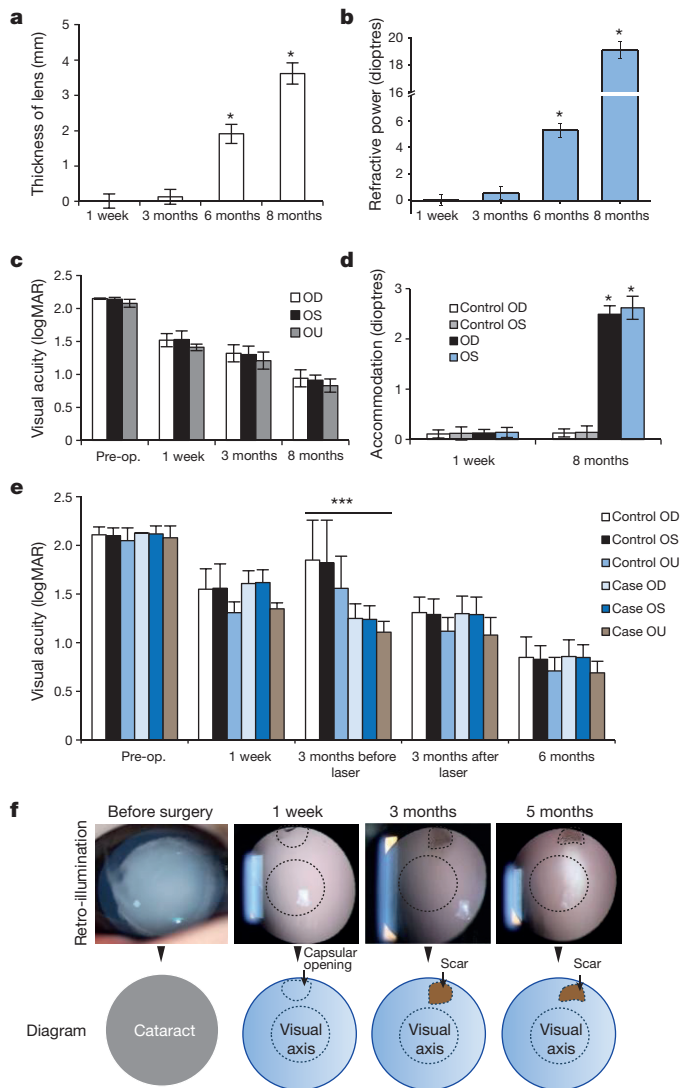 a
Thickness of lens (mm)
5
4
3
2
1
0
*
*
1 week
3 months
6 months
8 months
b
Refractive power (dioptres)
20
18
16
8
6
4
2
0
*
*
1 week
3 months
6 months
8 months
c
Visual acuity (logMAR)
2.5
2.0
1.5
1.0
0.5
0
OD
OS
OU
Pre-op.
1 week
3 months
8 months
d
Accommodation (dioptres)
3
2
1
0
Control OD
Control OS
OD
OS
* *
1 week
8 months
e
Visual acuity (logMAR)
2.5
2.0
1.5
1.0
0.5
0
***
Control OD
Control OS
Control OU
Case OD
Case OS
Case OU
Pre-op.
1 week
3 months before
laser
3 months after
laser
6 months
f
Before surgery
1 week
3 months
5 months
Retro-illumination
Capsular
opening
Scar
Scar
Diagram
Cataract
Visual
axis
Visual
axis
Visual
axis